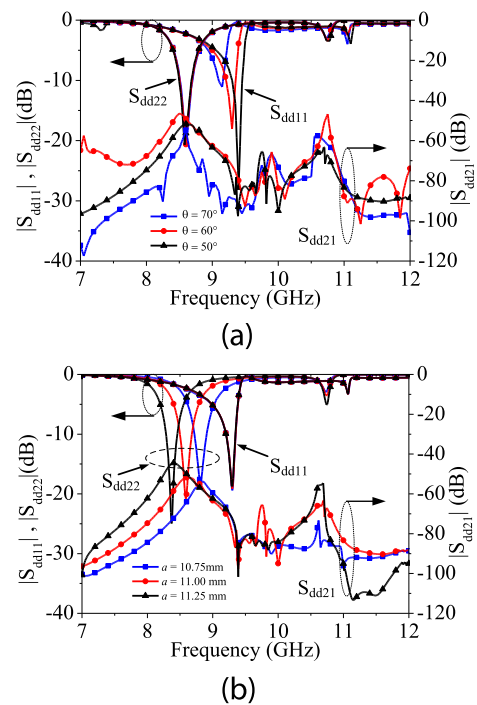 0
-10
-20
-30
-40
0
-20
-40
-60
-80
-100
-120
|Sdd11| , |Sdd22|(dB)
|Sdd21| (dB)
Sdd22
Sdd11
Sdd21
θ = 70°
θ = 60°
θ = 50°
7 8 9 10 11 12
Frequency (GHz)
(a)
0
-10
-20
-30
-40
0
-20
-40
-60
-80
-100
-120
|Sdd11| , |Sdd22|(dB)
|Sdd21| (dB)
Sdd22
Sdd11
Sdd21
a = 10.75mm
a = 11.00 mm
a = 11.25 mm
7 8 9 10 11 12
Frequency (GHz)
(b)